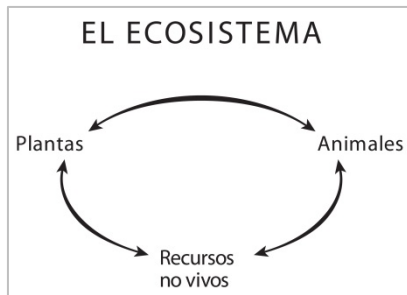 EL ECOSISTEMA
Plantas
Animales
Recursos
no vivos